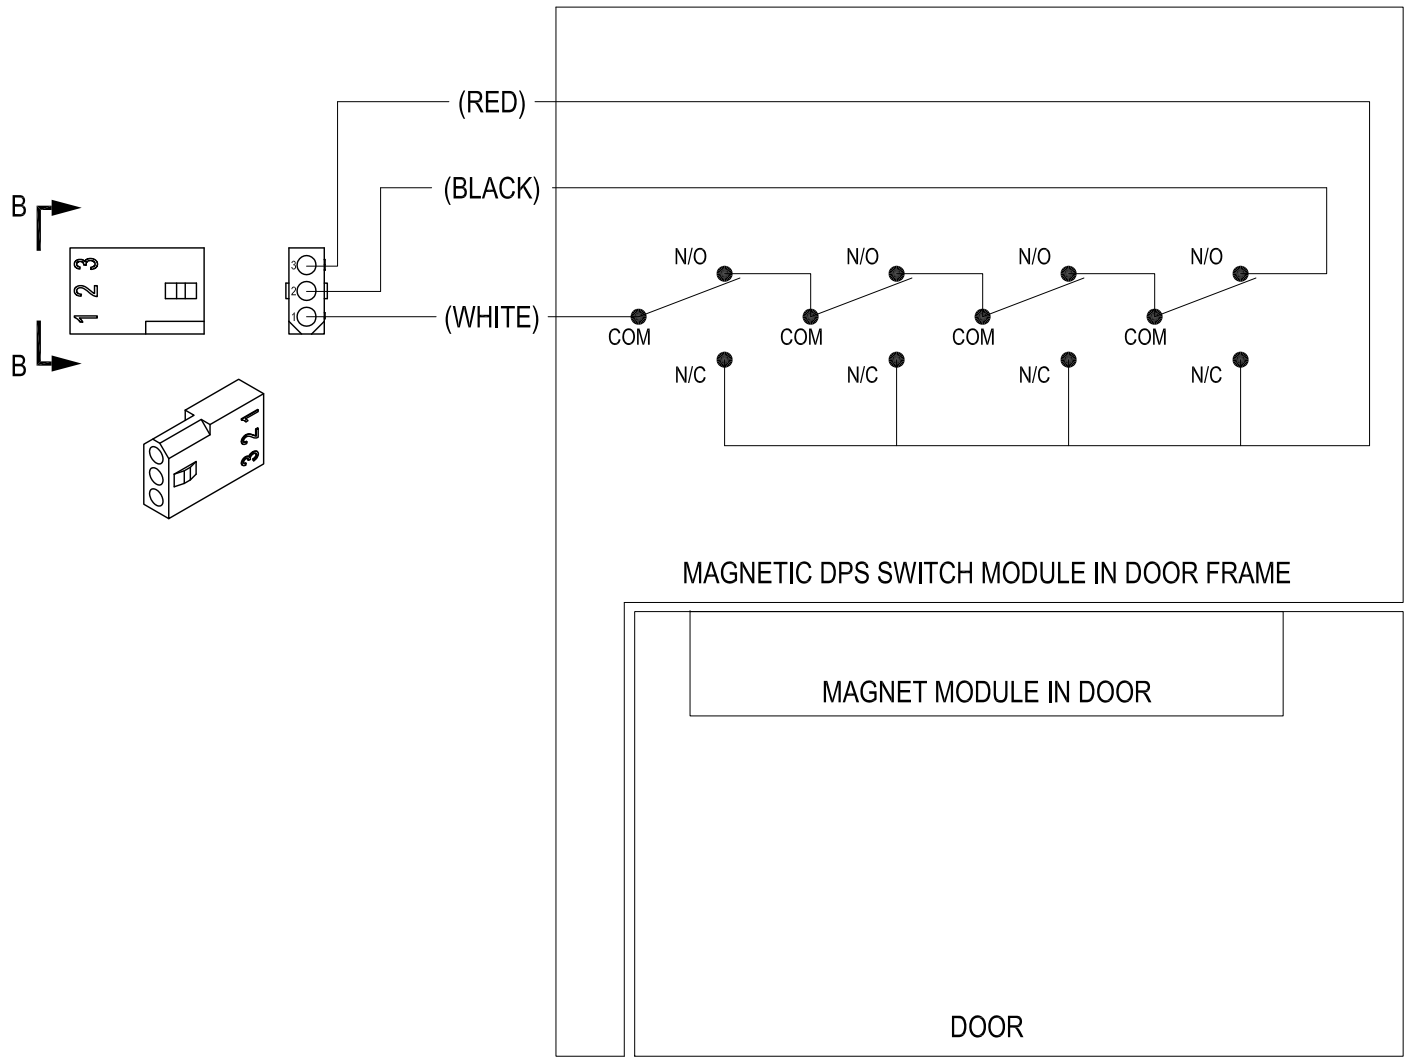 (RED)
(BLACK)
B
3
2
1
3
2
1
(WHITE)
N/O
N/O
N/O
N/O
COM
COM
COM
COM
B
N/C
N/C
N/C
N/C
3 2 1
MAGNETIC DPS SWITCH MODULE IN DOOR FRAME
MAGNET MODULE IN DOOR
DOOR